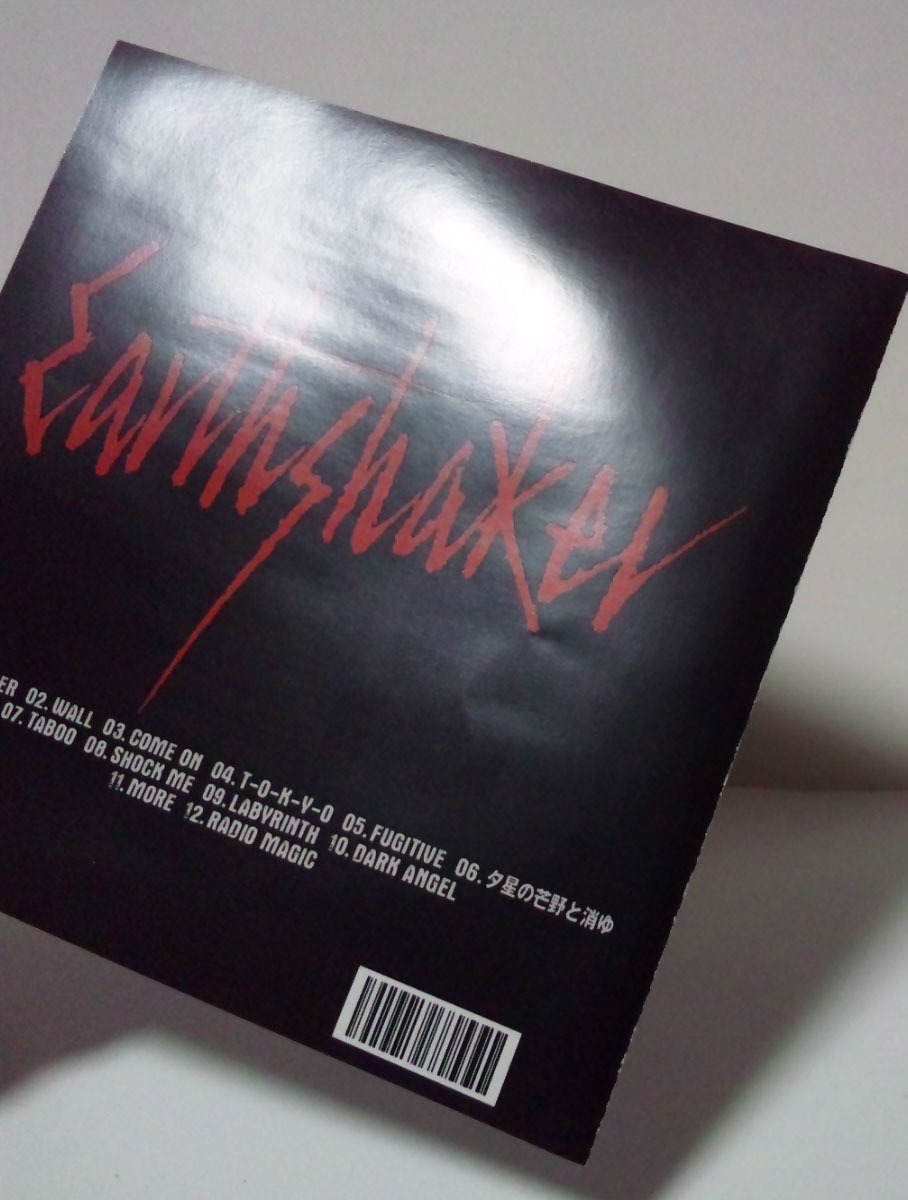 Earthshaker
ER 02. WALL 03. COME ON 04. T-O-K-Y-O 05. FUGITIVE 06. 夕星の芒野と消ゆ
07. TABOO 08. SHOCK ME 09. LABYRINTH 10. DARK ANGEL
11. MORE 12. RADIO MAGIC